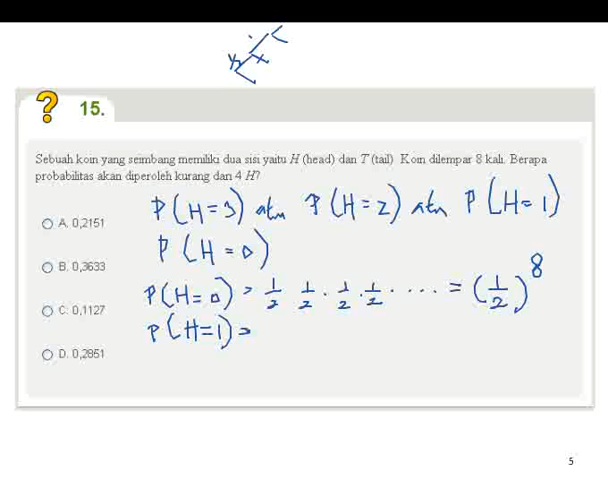 15.
Sebuah koin yang seimbang memiliki dua sisi yaitu H (head) dan T (tail) Koin dilempar 8 kali. Berapa
probabilitas akan diperoleh kurang dari 4 H?
P(H=3) atau P(H=2) atau P(H=1)
A. 0,2151
P(H=0)
B. 0,3633
P(H=0) = 1/2 1/2 . 1/2 . 1/2 . . . . . = (1/2)^8
C. 0,1127
P(H=1) =
D. 0,2851
5